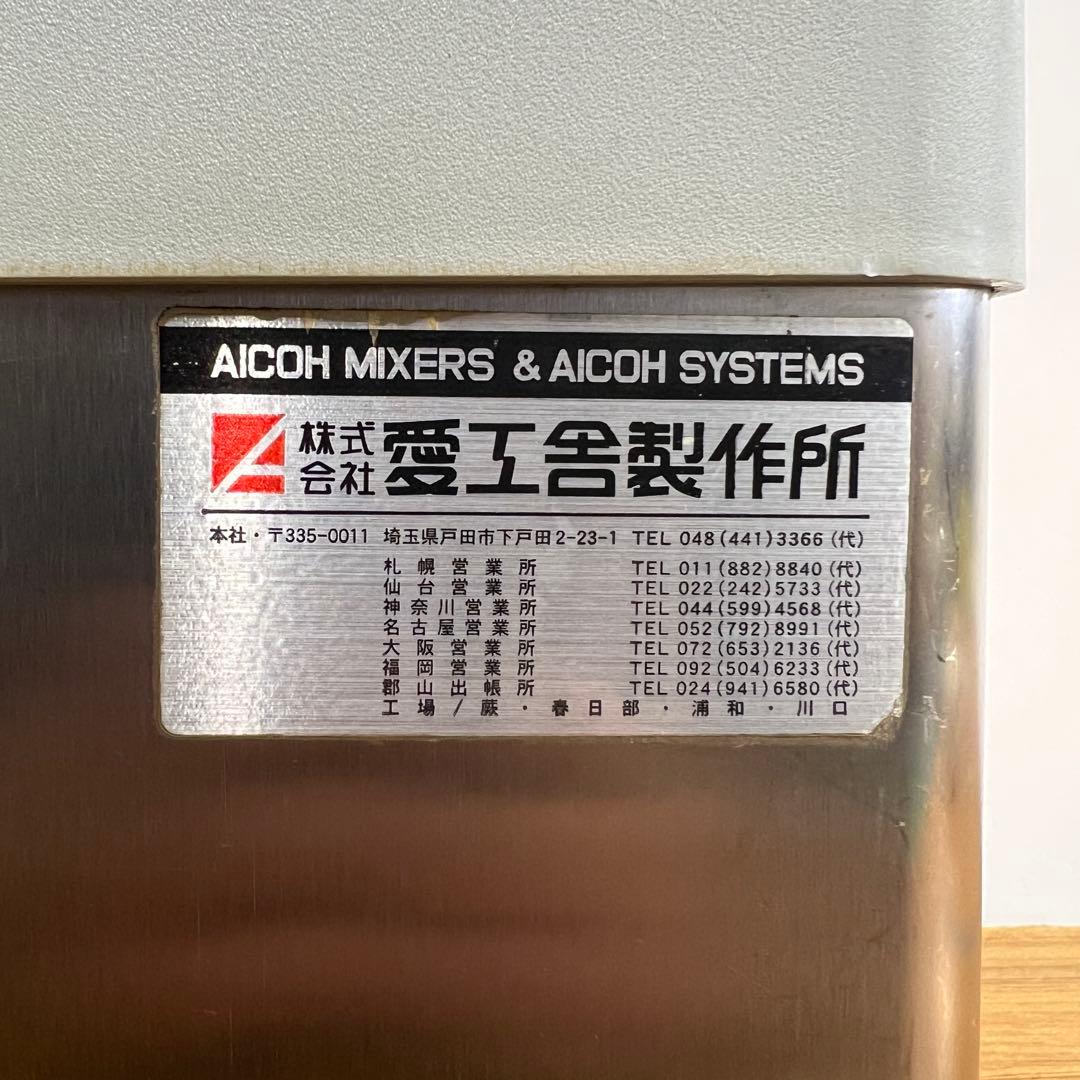 AICOH MIXERS & AICOH SYSTEMS
株式会社 愛工舎製作所
本社・〒335-0011 埼玉県戸田市下戸田2-23-1 TEL 048(441)3366(代)
札幌営業所 TEL 011(882)8840(代)
仙台営業所 TEL 022(242)5733(代)
神奈川営業所 TEL 044(599)4568(代)
名古屋営業所 TEL 052(792)8991(代)
大阪営業所 TEL 072(653)2136(代)
福岡営業所 TEL 092(504)6233(代)
郡山出帳所 TEL 024(941)6580(代)
工場/蕨・春日部・浦和・川口